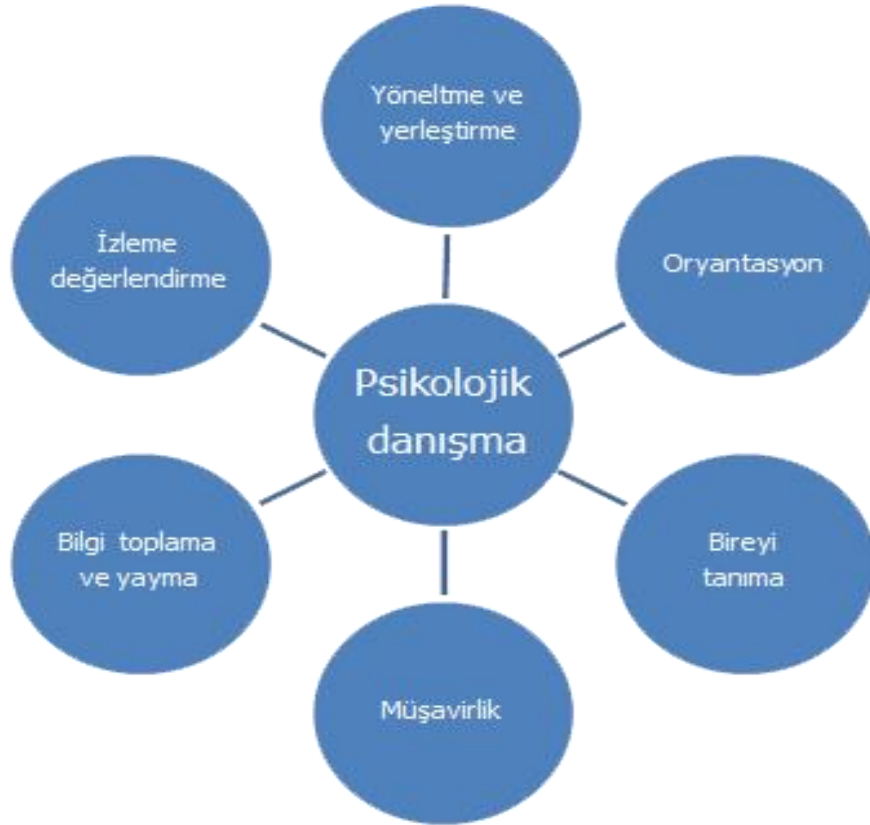 Yöneltme ve
yerleştirme
İzleme
değerlendirme
Oryantasyon
Psikolojik
danışma
Bilgi toplama
ve yayma
Bireyi
tanıma
Müşavirlik